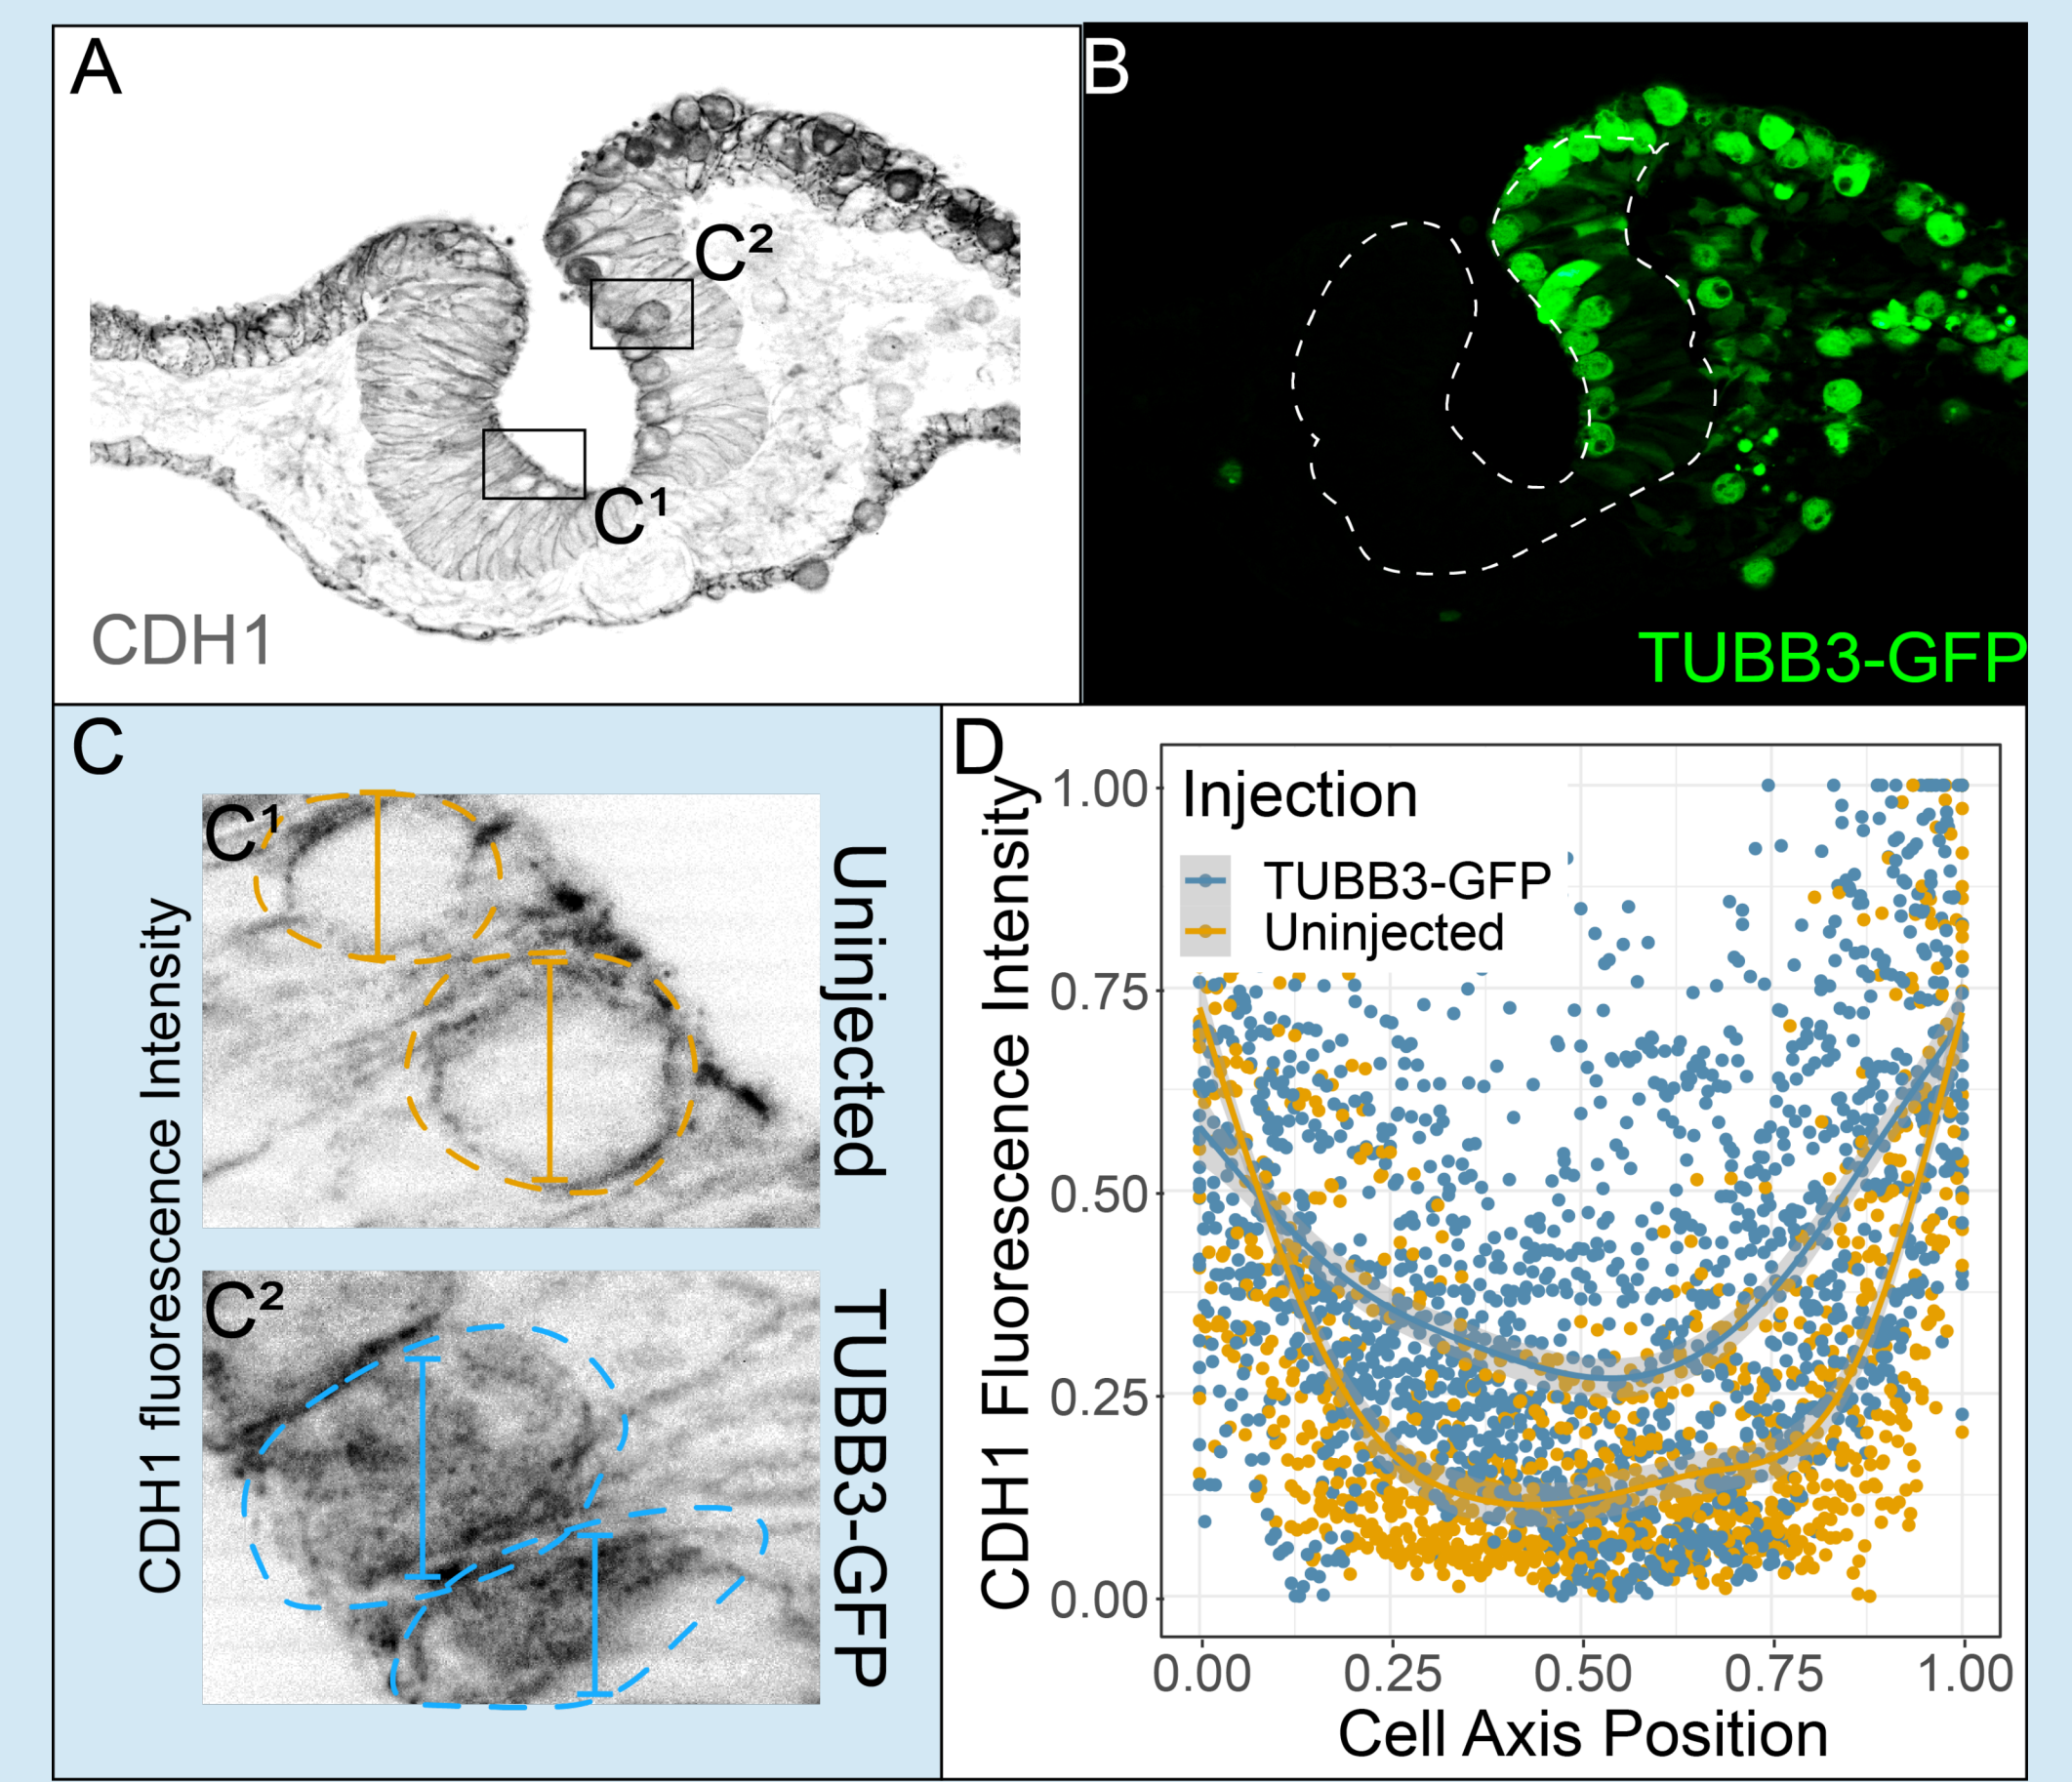 A
C²
C¹
CDH1
B
TUBB3-GFP
C
CDH1 fluorescence Intensity
C¹
Uninjected
C²
TUBB3-GFP
D
CDH1 Fluorescence Intensity
1.00
0.75
0.50
0.25
0.00
Injection
TUBB3-GFP
Uninjected
0.00 0.25 0.50 0.75 1.00
Cell Axis Position